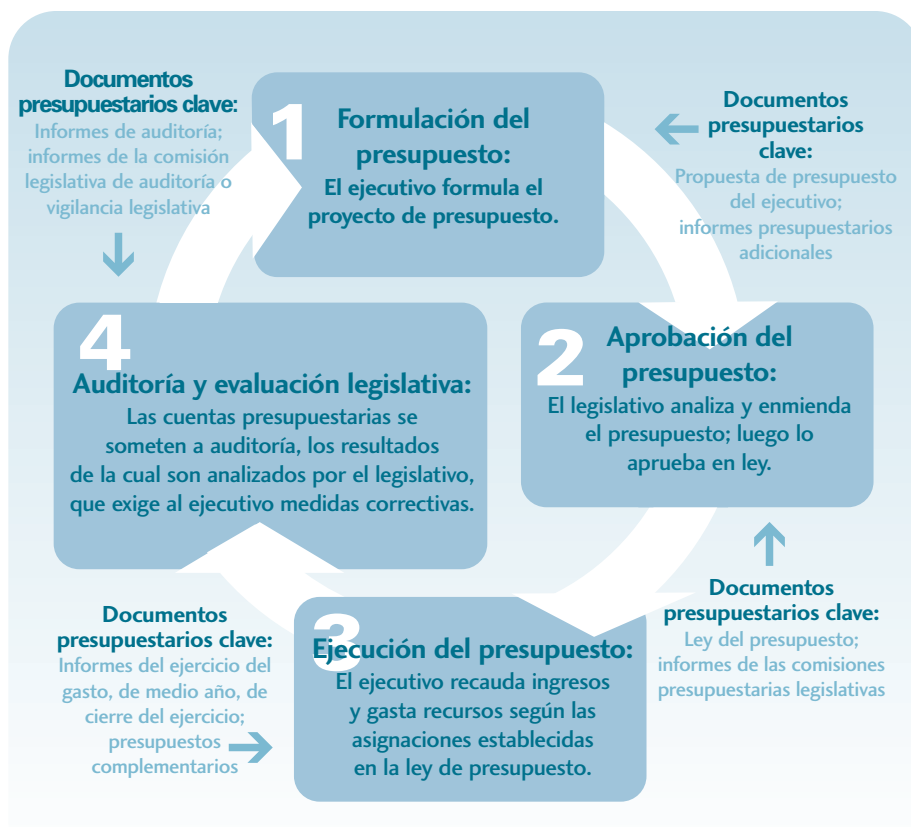 Documentos
presupuestarios clave:
Informes de auditoría;
informes de la comisión
legislativa de auditoría o
vigilancia legislativa
1
Formulación del
presupuesto:
El ejecutivo formula el
proyecto de presupuesto.
Documentos
presupuestarios
clave:
Propuesta de presupuesto
del ejecutivo;
informes presupuestarios
adicionales
2
Aprobación del
presupuesto:
El legislativo analiza y enmienda
el presupuesto; luego lo
aprueba en ley.
Documentos
presupuestarios clave:
Ley del presupuesto;
informes de las comisiones
presupuestarias legislativas
3
Ejecución del presupuesto:
El ejecutivo recauda ingresos
y gasta recursos según las
asignaciones establecidas
en la ley de presupuesto.
Documentos
presupuestarios clave:
Informes del ejercicio del
gasto, de medio año, de
cierre del ejercicio;
presupuestos
complementarios
4
Auditoría y evaluación legislativa:
Las cuentas presupuestarias se
someten a auditoría, los resultados
de la cual son analizados por el legislativo,
que exige al ejecutivo medidas correctivas.